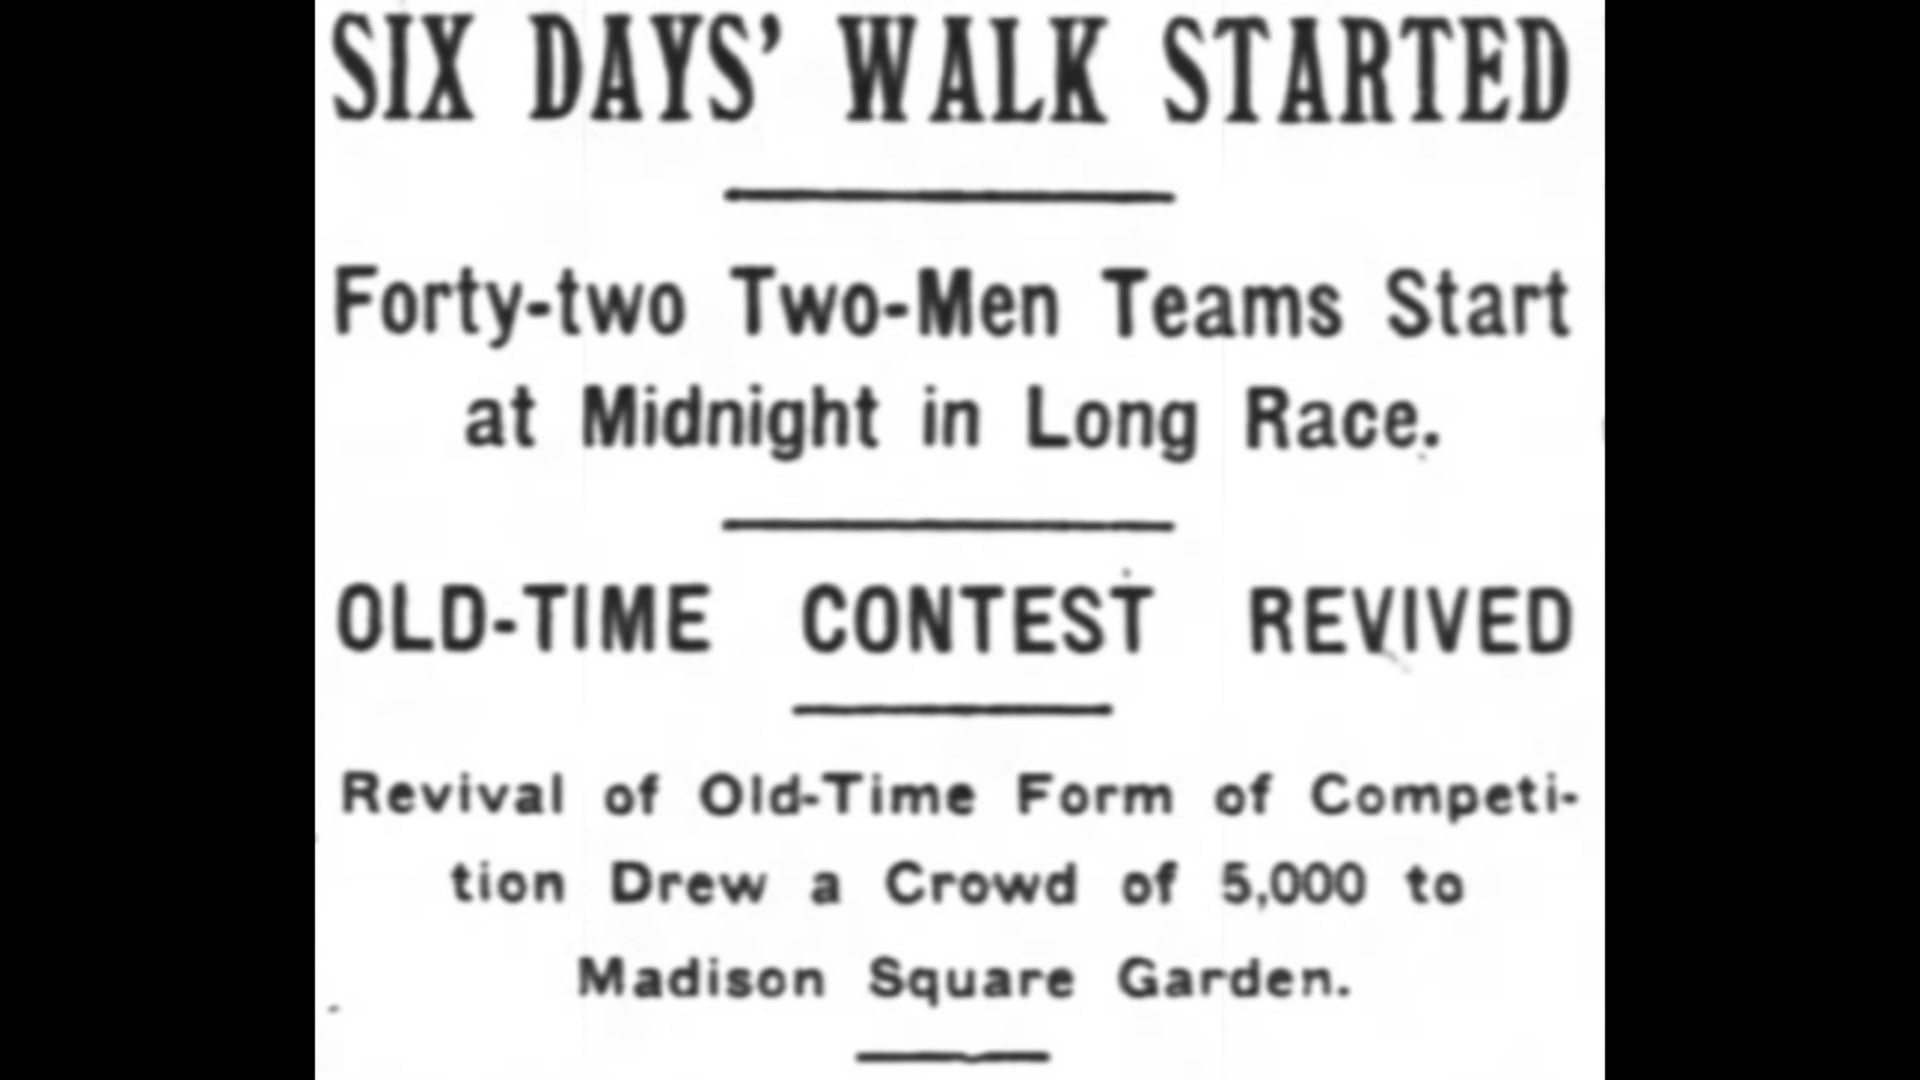 SIX DAYS' WALK STARTED
Forty-two Two-Men Teams Start
at Midnight in Long Race.
OLD-TIME CONTEST REVIVED
Revival of Old-Time Form of Competi-
tion Drew a Crowd of 5,000 to
Madison Square Garden.